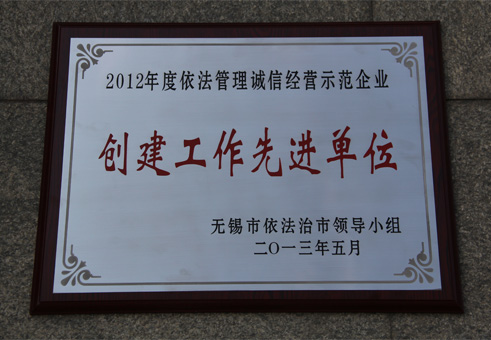 2012年度依法管理诚信经营示范企业
创建工作先进单位
无锡市依法治市领导小组
二〇一三年五月